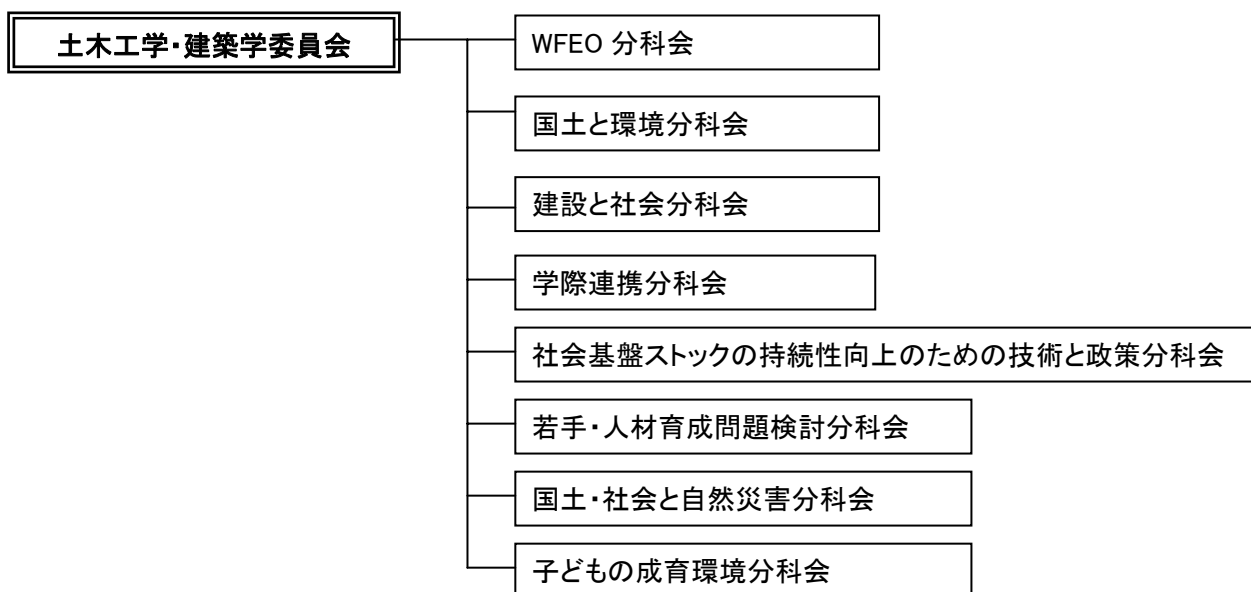 土木工学・建築学委員会
WFEO 分科会
国土と環境分科会
建設と社会分科会
学際連携分科会
社会基盤ストックの持続性向上のための技術と政策分科会
若手・人材育成問題検討分科会
国土・社会と自然災害分科会
子どもの成育環境分科会